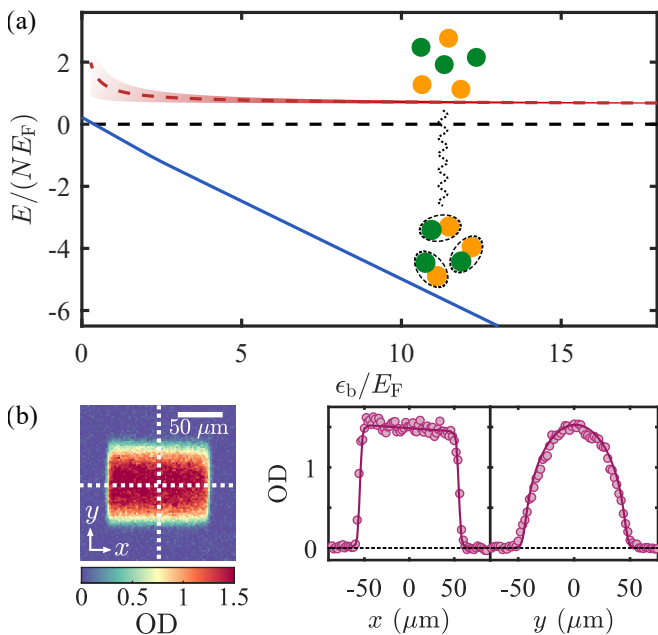 (a)
2
0
-2
-4
-6
E/(NE_F)
0 5 10 15
ϵ_b/E_F
(b)
50 μm
y
x
0 0.5 1 1.5
OD
OD
1
0
-50 0 50 -50 0 50
x (μm) y (μm)